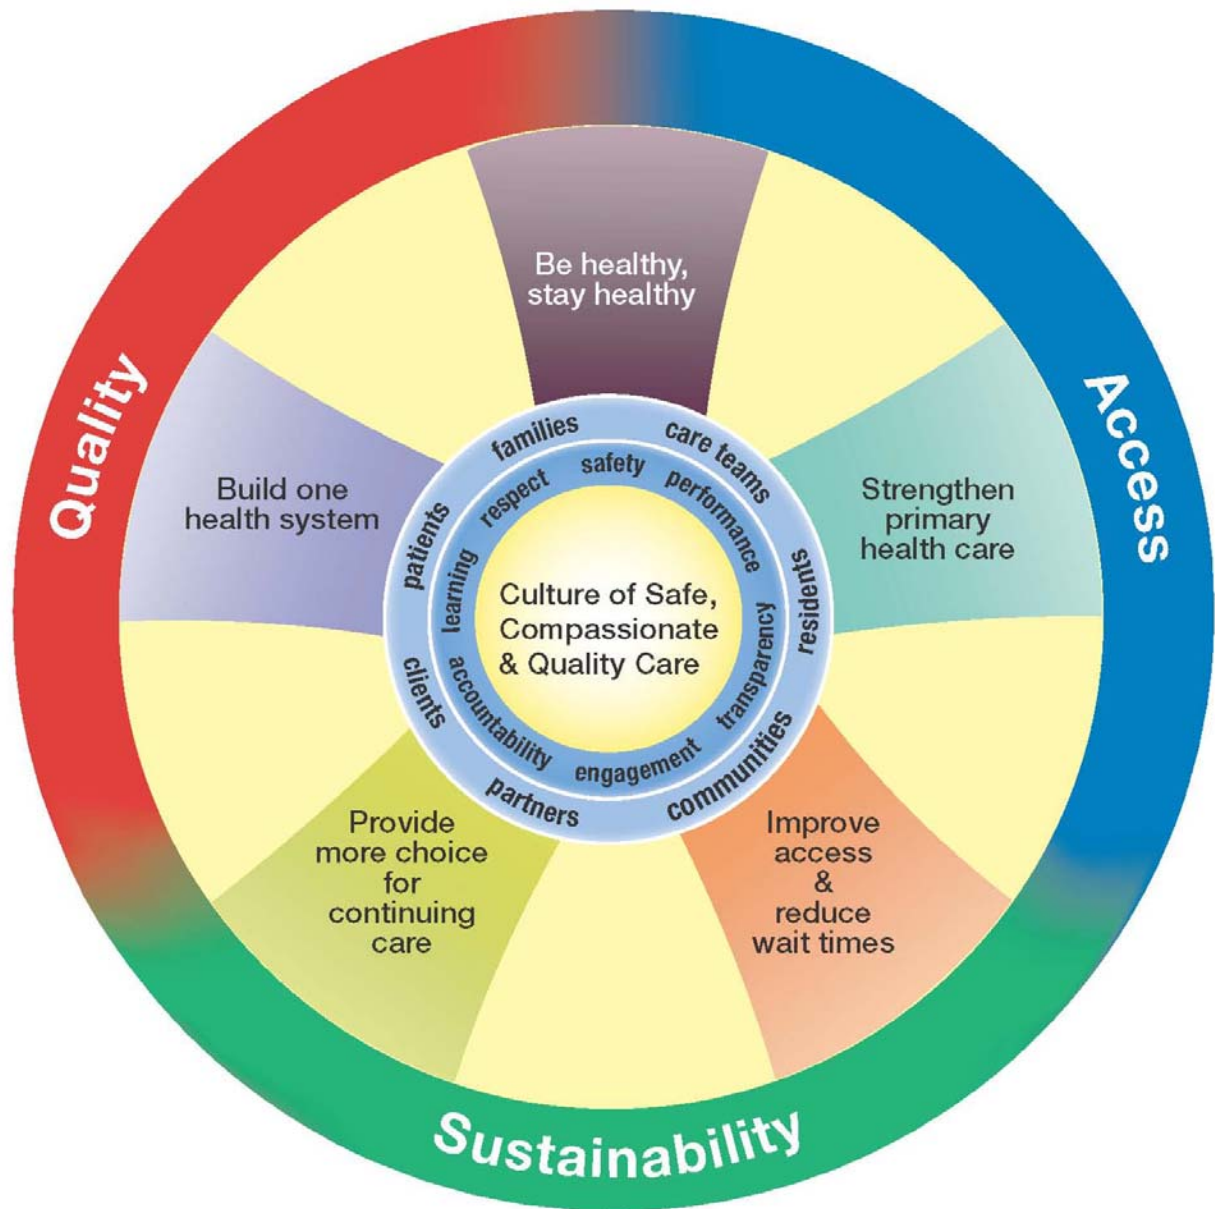 Quality
Access
Sustainability
Be healthy,
stay healthy
Strengthen
primary
health care
Improve
access
&
reduce
wait times
Provide
more choice
for
continuing
care
Build one
health system
families
care teams
residents
communities
partners
clients
patients
safety
performance
transparency
engagement
accountability
learning
respect
Culture of Safe,
Compassionate
& Quality Care